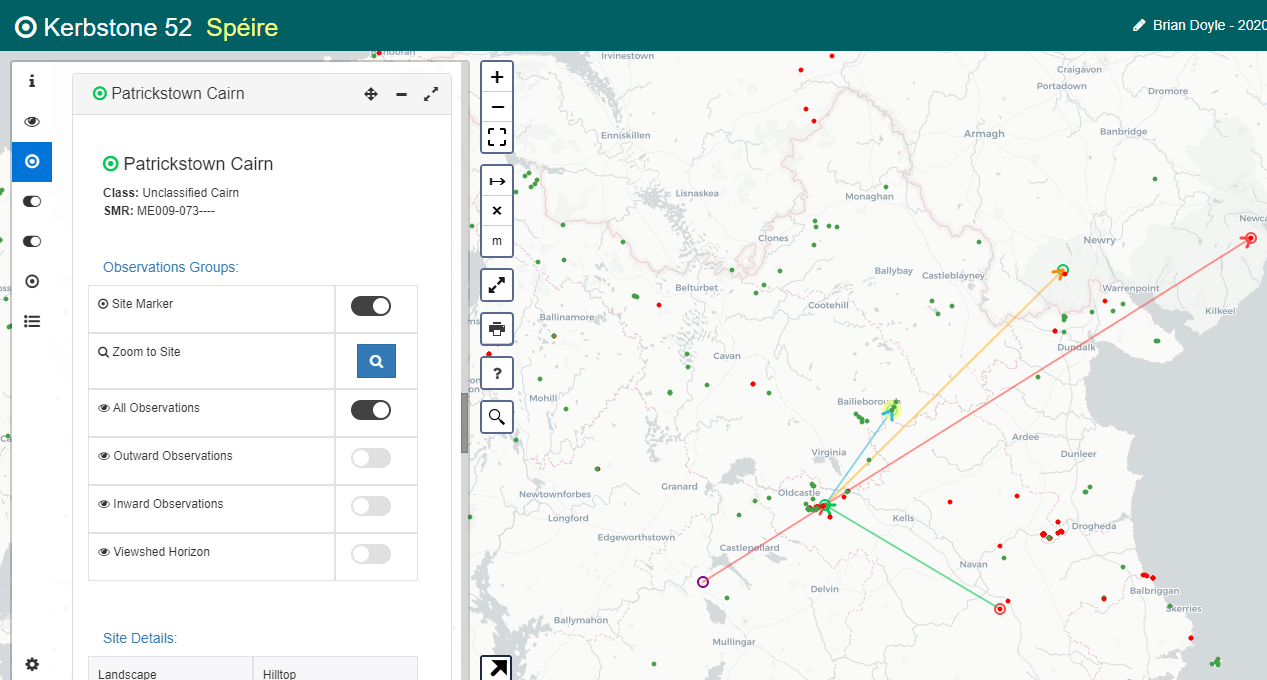 Kerbstone 52 Spéire
Brian Doyle - 2020
Patrickstown Cairn
Patrickstown Cairn
Class: Unclassified Cairn
SMR: ME009-073----
Observations Groups:
Site Marker
Zoom to Site
All Observations
Outward Observations
Inward Observations
Viewshed Horizon
Site Details:
Landscape
Hilltop
+
−
m
?
Irvinestown
Craigavon
Portadown
Dromore
Enniskillen
Armagh
Banbridge
Lisnaskea
Monaghan
Clones
Newry
Ballybay
Castleblayney
Belturbet
Warrenpoint
Cootehill
Kilkeel
Ballinamore
Cavan
Dundalk
Mohill
Bailieborough
Ardee
Virginia
Dunleer
Granard
Oldcastle
Newtownforbes
Longford
Kells
Drogheda
Edgeworthstown
Castlepollard
Navan
Delvin
Balbriggan
Skerries
Ballymahon
Mullingar